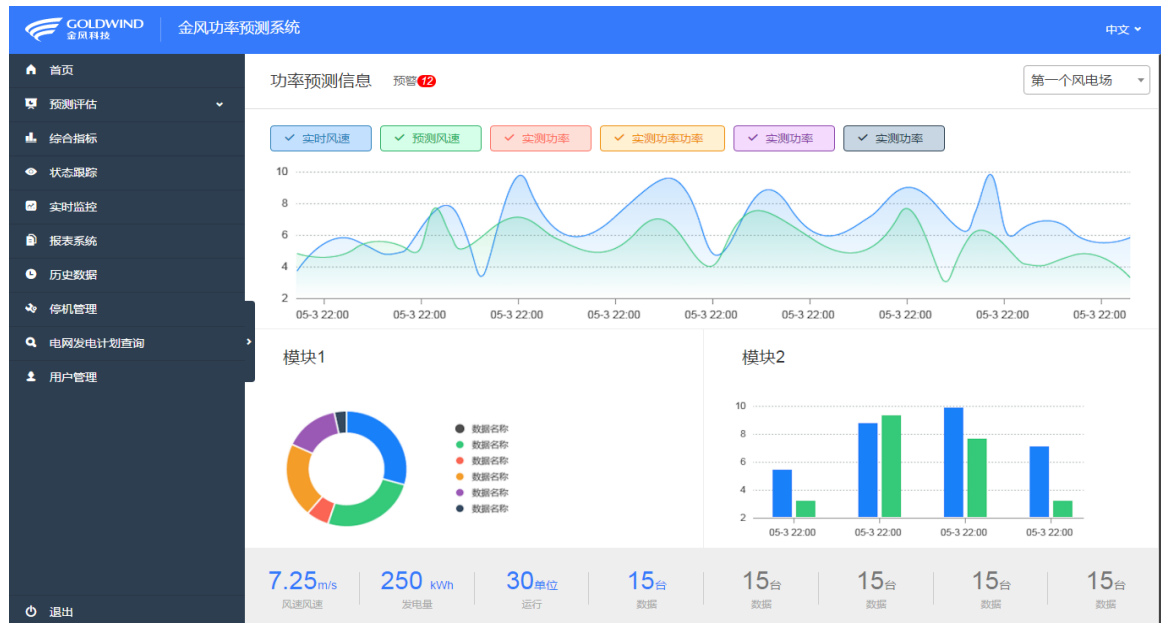 GOLDWIND
金风科技
金风功率预测系统
中文
首页
预测评估
综合指标
状态跟踪
实时监控
报表系统
历史数据
停机管理
电网发电计划查询
用户管理
退出
功率预测信息 预警 12
第一个风电场
实时风速 预测风速 实测功率 实测功率功率 实测功率 实测功率
10
8
6
4
2
05-3 22:00 05-3 22:00 05-3 22:00 05-3 22:00 05-3 22:00 05-3 22:00 05-3 22:00 05-3 22:00 05-3 22:00
模块1
数据名称
数据名称
数据名称
数据名称
数据名称
数据名称
模块2
10
8
6
4
2
05-3 22:00 05-3 22:00 05-3 22:00 05-3 22:00
7.25m/s 250 kWh 30单位 15台 15台 15台 15台 15台
风速风速 发电量 运行 数据 数据 数据 数据 数据